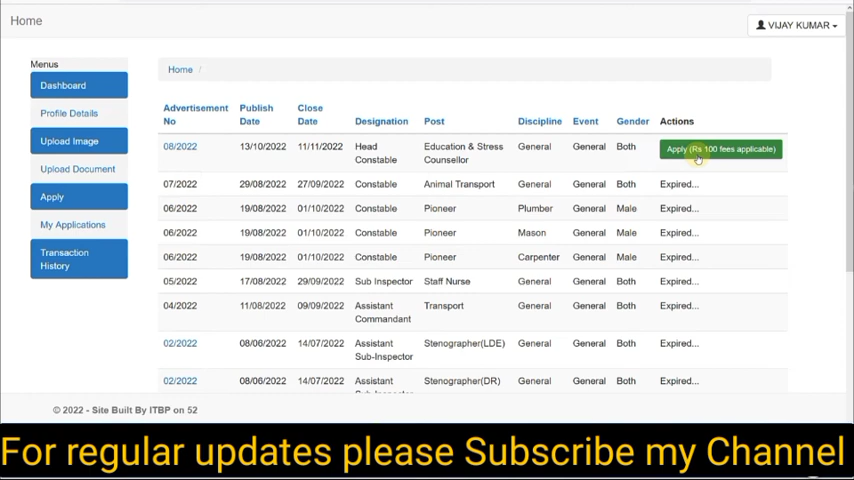 Home
VIJAY KUMAR
Menus
Dashboard
Profile Details
Upload Image
Upload Document
Apply
My Applications
Transaction
History
Home /
Advertisement No Publish Date Close Date Designation Post Discipline Event Gender Actions
08/2022 13/10/2022 11/11/2022 Head Constable Education & Stress Counsellor General General Both Apply (Rs 100 fees applicable)
07/2022 29/08/2022 27/09/2022 Constable Animal Transport General General Both Expired...
06/2022 19/08/2022 01/10/2022 Constable Pioneer Plumber General Male Expired...
06/2022 19/08/2022 01/10/2022 Constable Pioneer Mason General Male Expired...
06/2022 19/08/2022 01/10/2022 Constable Pioneer Carpenter General Male Expired...
05/2022 17/08/2022 29/09/2022 Sub Inspector Staff Nurse General General Both Expired...
04/2022 11/08/2022 09/09/2022 Assistant Commandant Transport General General Both Expired...
02/2022 08/06/2022 14/07/2022 Assistant Sub-Inspector Stenographer(LDE) General General Both Expired...
02/2022 08/06/2022 14/07/2022 Assistant Stenographer(DR) General General Both Expired...
© 2022 - Site Built By ITBP on 52
For regular updates please Subscribe my Channel